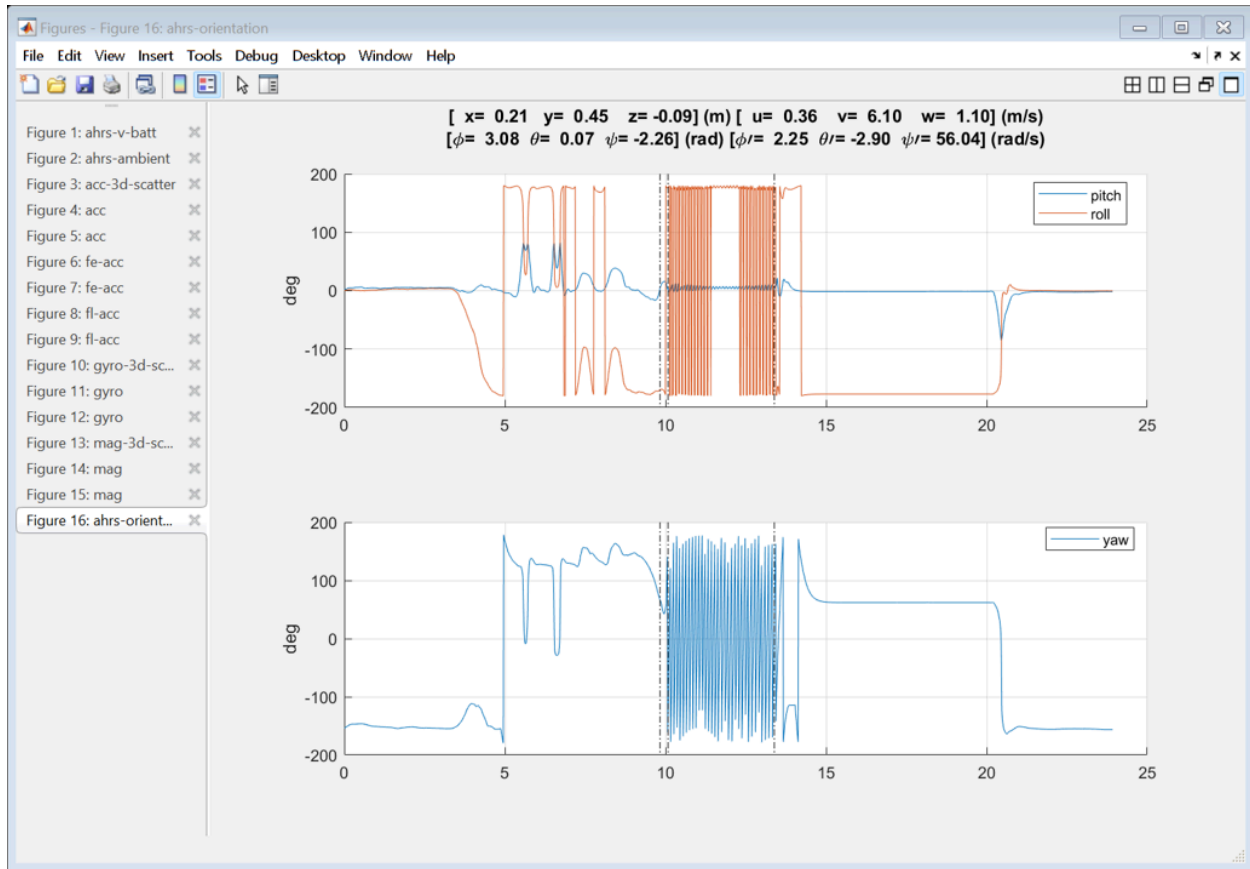 Figures - Figure 16: ahrs-orientation
File Edit View Insert Tools Debug Desktop Window Help
Figure 1: ahrs-v-batt
Figure 2: ahrs-ambient
Figure 3: acc-3d-scatter
Figure 4: acc
Figure 5: acc
Figure 6: fe-acc
Figure 7: fe-acc
Figure 8: fl-acc
Figure 9: fl-acc
Figure 10: gyro-3d-sc...
Figure 11: gyro
Figure 12: gyro
Figure 13: mag-3d-sc...
Figure 14: mag
Figure 15: mag
Figure 16: ahrs-orient...
[ x= 0.21 y= 0.45 z= -0.09] (m) [ u= 0.36 v= 6.10 w= 1.10] (m/s)
[ϕ= 3.08 θ= 0.07 ψ= -2.26] (rad) [ϕ′= 2.25 θ′= -2.90 ψ′= 56.04] (rad/s)
200
100
0
-100
-200
deg
pitch
roll
0 5 10 15 20 25
200
100
0
-100
-200
deg
yaw
0 5 10 15 20 25